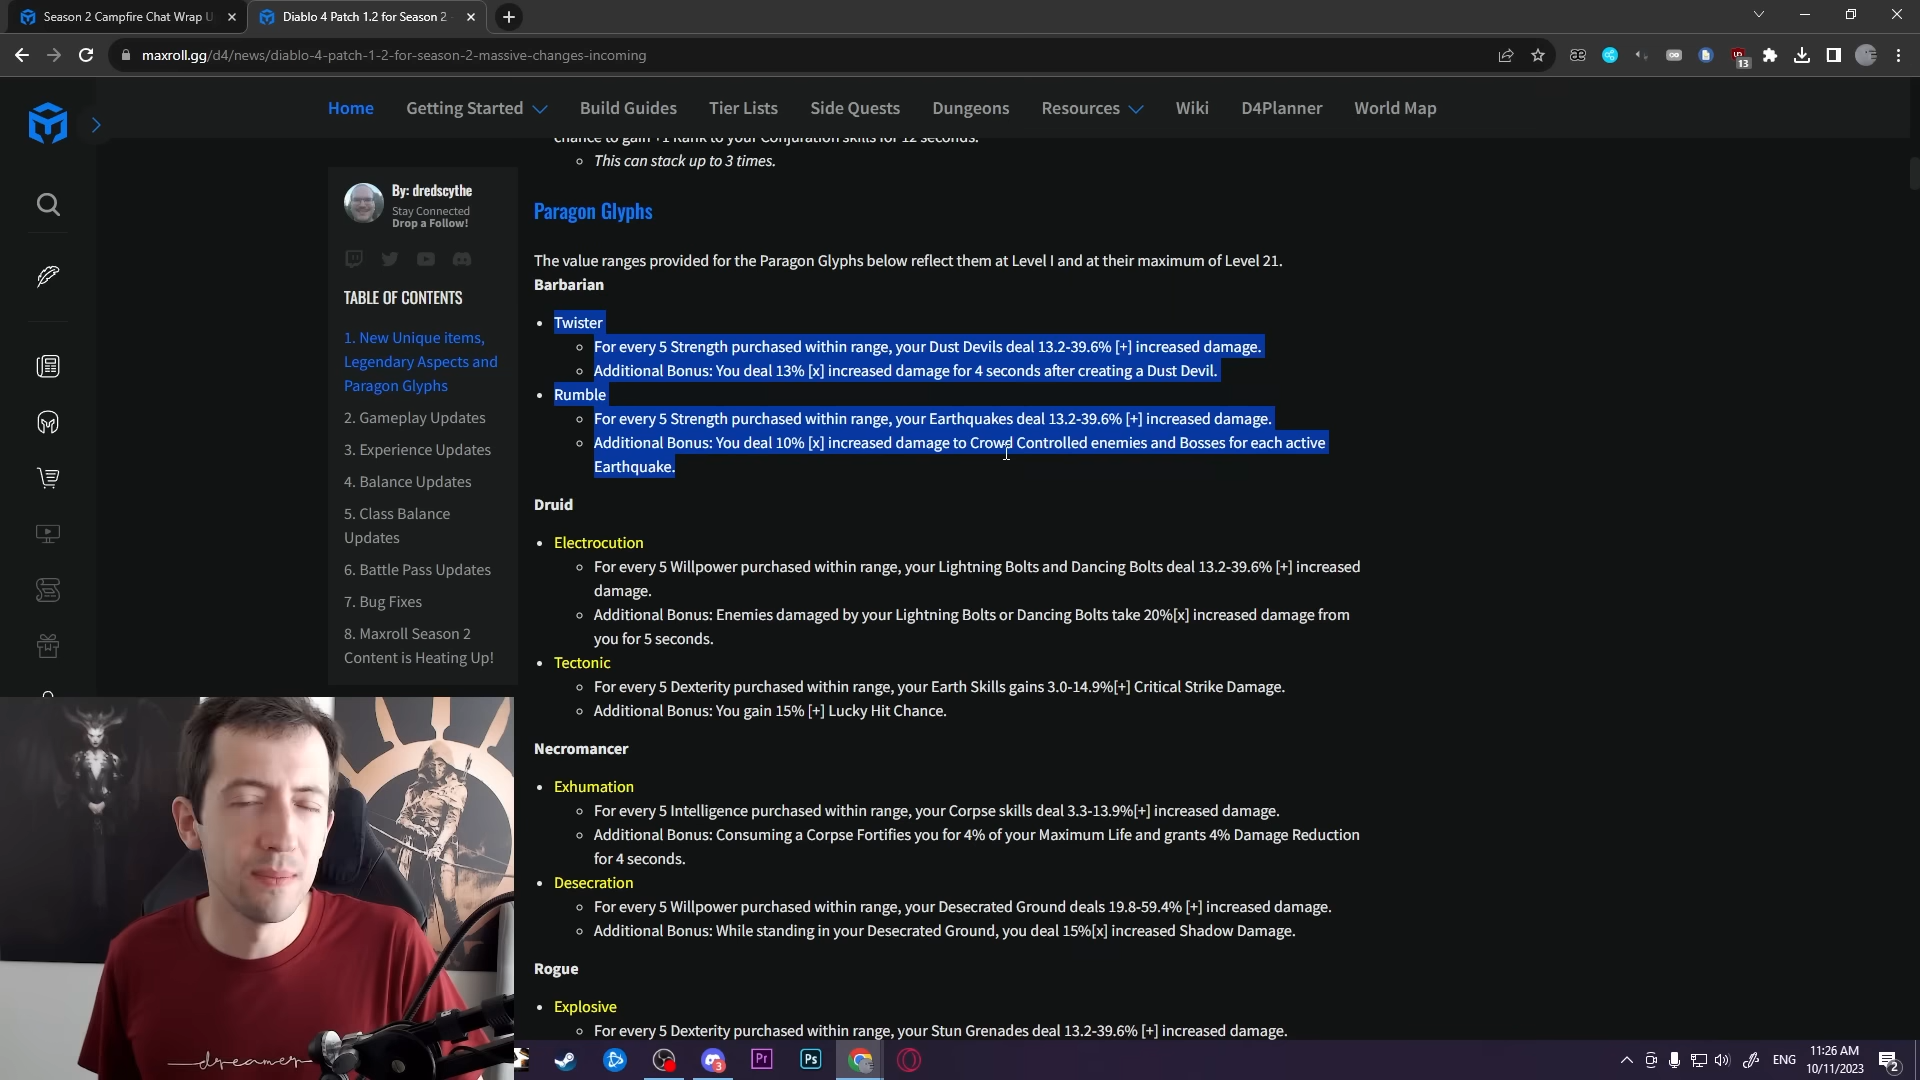 Season 2 Campfire Chat Wrap U
Diablo 4 Patch 1.2 for Season 2
maxroll.gg/d4/news/diablo-4-patch-1-2-for-season-2-massive-changes-incoming
13
Home
Getting Started
Build Guides
Tier Lists
Side Quests
Dungeons
Resources
Wiki
D4Planner
World Map
chance to gain +1 Rank to your Conjuration skills for 12 seconds.
This can stack up to 3 times.
By: dredscythe
Stay Connected
Drop a Follow!
TABLE OF CONTENTS
1. New Unique items,
Legendary Aspects and
Paragon Glyphs
2. Gameplay Updates
3. Experience Updates
4. Balance Updates
5. Class Balance
Updates
6. Battle Pass Updates
7. Bug Fixes
8. Maxroll Season 2
Content is Heating Up!
Paragon Glyphs
The value ranges provided for the Paragon Glyphs below reflect them at Level I and at their maximum of Level 21.
Barbarian
Twister
For every 5 Strength purchased within range, your Dust Devils deal 13.2-39.6% [+] increased damage.
Additional Bonus: You deal 13% [x] increased damage for 4 seconds after creating a Dust Devil.
Rumble
For every 5 Strength purchased within range, your Earthquakes deal 13.2-39.6% [+] increased damage.
Additional Bonus: You deal 10% [x] increased damage to Crowd Controlled enemies and Bosses for each active
Earthquake.
Druid
Electrocution
For every 5 Willpower purchased within range, your Lightning Bolts and Dancing Bolts deal 13.2-39.6% [+] increased
damage.
Additional Bonus: Enemies damaged by your Lightning Bolts or Dancing Bolts take 20%[x] increased damage from
you for 5 seconds.
Tectonic
For every 5 Dexterity purchased within range, your Earth Skills gains 3.0-14.9%[+] Critical Strike Damage.
Additional Bonus: You gain 15% [+] Lucky Hit Chance.
Necromancer
Exhumation
For every 5 Intelligence purchased within range, your Corpse skills deal 3.3-13.9%[+] increased damage.
Additional Bonus: Consuming a Corpse Fortifies you for 4% of your Maximum Life and grants 4% Damage Reduction
for 4 seconds.
Desecration
For every 5 Willpower purchased within range, your Desecrated Ground deals 19.8-59.4% [+] increased damage.
Additional Bonus: While standing in your Desecrated Ground, you deal 15%[x] increased Shadow Damage.
Rogue
Explosive
For every 5 Dexterity purchased within range, your Stun Grenades deal 13.2-39.6% [+] increased damage.
dreamer
3
Pr
Ps
ENG
11:26 AM
10/11/2023
2